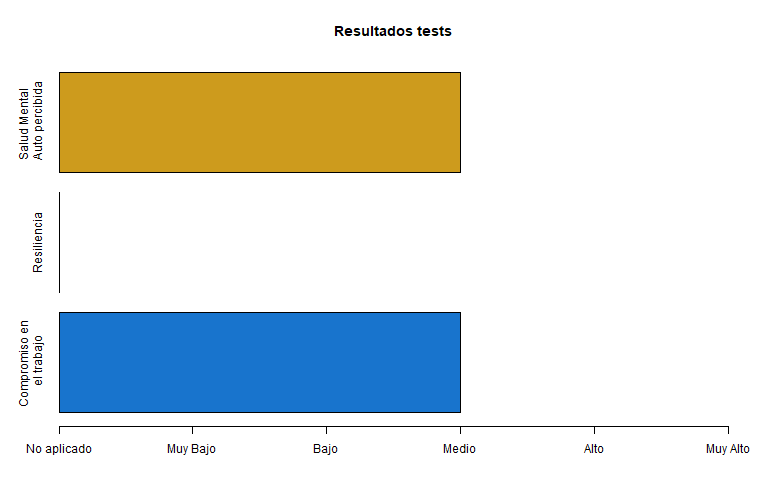 Resultados tests
Salud Mental
Auto percibida
Resiliencia
Compromiso en
el trabajo
No aplicado
Muy Bajo
Bajo
Medio
Alto
Muy Alto